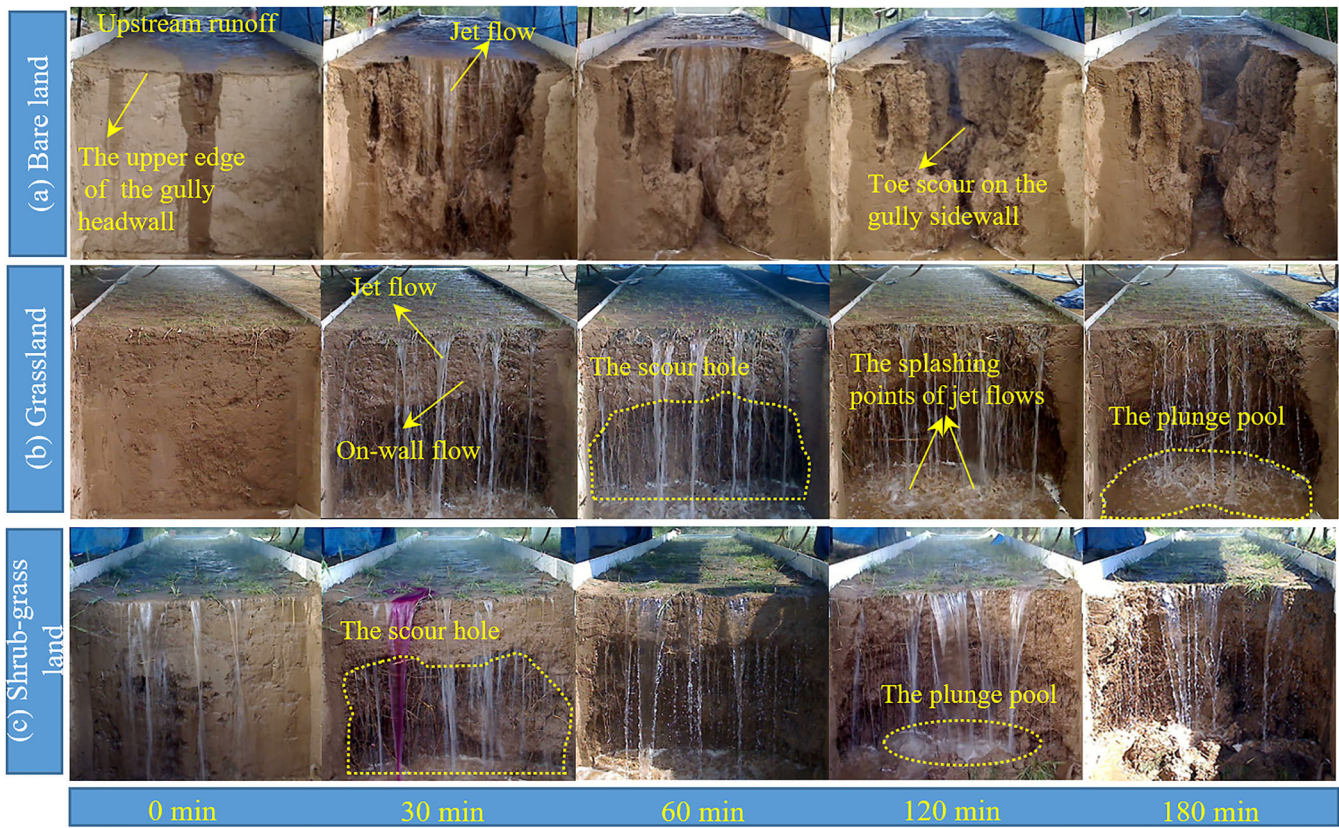 (a) Bare land
Upstream runoff
Jet flow
The upper edge
of the gully
headwall
Toe scour on the
gully sidewall
(b) Grassland
Jet flow
On-wall flow
The scour hole
The splashing
points of jet flows
The plunge pool
(c) Shrub-grass
land
The scour hole
The plunge pool
0 min
30 min
60 min
120 min
180 min